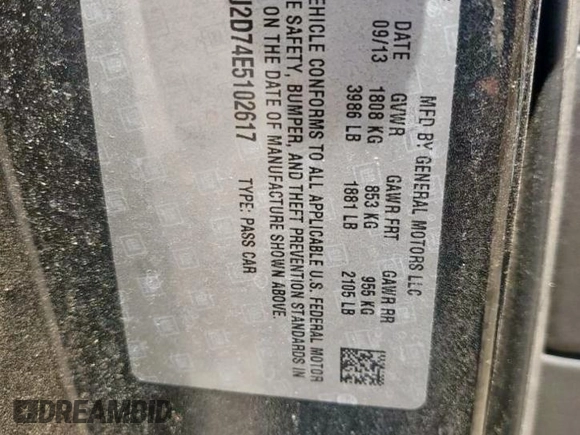 MFD BY GENERAL MOTORS LLC
DATE GVWR GAWR FRT GAWR RR
09/13 1808 KG 853 KG 955 KG
3986 LB 1881 LB 2105 LB
VEHICLE CONFORMS TO ALL APPLICABLE U.S. FEDERAL MOTOR
E SAFETY, BUMPER, AND THEFT PREVENTION STANDARDS IN
ON THE DATE OF MANUFACTURE SHOWN ABOVE.
J2D74E5102617 TYPE: PASS CAR
DREAMBID